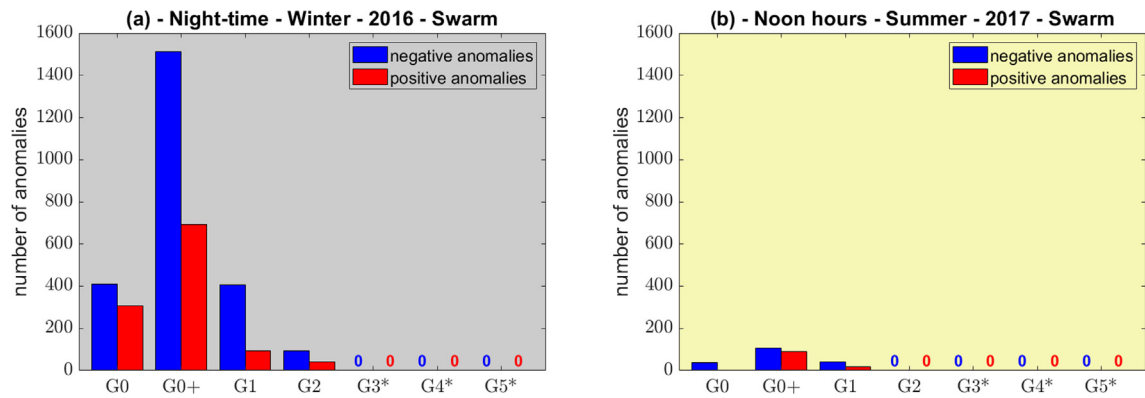 (a) - Night-time - Winter - 2016 - Swarm
number of anomalies
1600
1400
1200
1000
800
600
400
200
0
negative anomalies
positive anomalies
0 0 0 0 0 0
G0 G0+ G1 G2 G3* G4* G5*
(b) - Noon hours - Summer - 2017 - Swarm
number of anomalies
1600
1400
1200
1000
800
600
400
200
0
negative anomalies
positive anomalies
0 0 0 0 0 0 0 0
G0 G0+ G1 G2 G3* G4* G5*